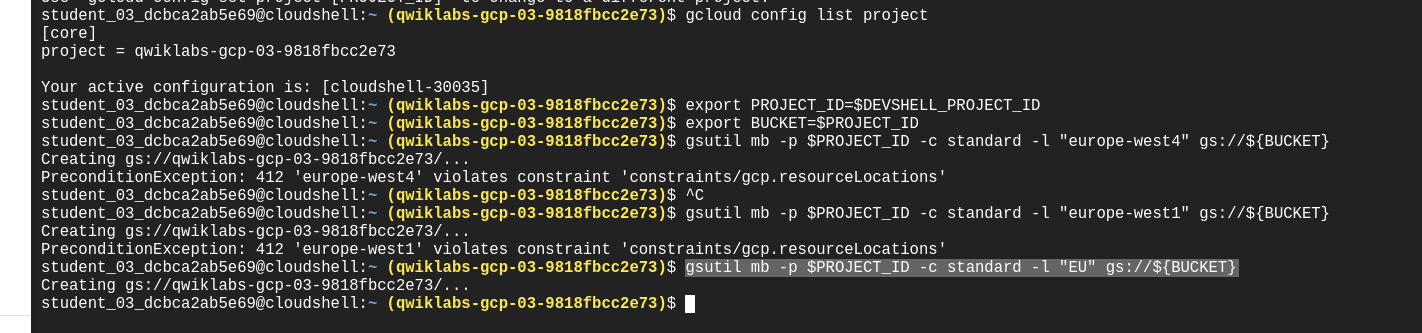 student_03_dcbca2ab5e69@cloudshell:~ (qwiklabs-gcp-03-9818fbcc2e73)$ gcloud config list project
[core]
project = qwiklabs-gcp-03-9818fbcc2e73
Your active configuration is: [cloudshell-30035]
student_03_dcbca2ab5e69@cloudshell:~ (qwiklabs-gcp-03-9818fbcc2e73)$ export PROJECT_ID=$DEVSHELL_PROJECT_ID
student_03_dcbca2ab5e69@cloudshell:~ (qwiklabs-gcp-03-9818fbcc2e73)$ export BUCKET=$PROJECT_ID
student_03_dcbca2ab5e69@cloudshell:~ (qwiklabs-gcp-03-9818fbcc2e73)$ gsutil mb -p $PROJECT_ID -c standard -l "europe-west4" gs://${BUCKET}
Creating gs://qwiklabs-gcp-03-9818fbcc2e73/...
PreconditionException: 412 'europe-west4' violates constraint 'constraints/gcp.resourceLocations'
student_03_dcbca2ab5e69@cloudshell:~ (qwiklabs-gcp-03-9818fbcc2e73)$ ^C
student_03_dcbca2ab5e69@cloudshell:~ (qwiklabs-gcp-03-9818fbcc2e73)$ gsutil mb -p $PROJECT_ID -c standard -l "europe-west1" gs://${BUCKET}
Creating gs://qwiklabs-gcp-03-9818fbcc2e73/...
PreconditionException: 412 'europe-west1' violates constraint 'constraints/gcp.resourceLocations'
student_03_dcbca2ab5e69@cloudshell:~ (qwiklabs-gcp-03-9818fbcc2e73)$ gsutil mb -p $PROJECT_ID -c standard -l "EU" gs://${BUCKET}
Creating gs://qwiklabs-gcp-03-9818fbcc2e73/...
student_03_dcbca2ab5e69@cloudshell:~ (qwiklabs-gcp-03-9818fbcc2e73)$